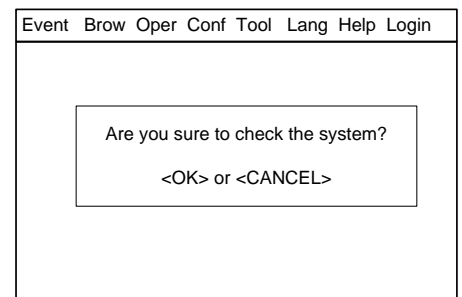 Event Brow Oper Conf Tool Lang Help Login
Are you sure to check the system?
<OK> or <CANCEL>